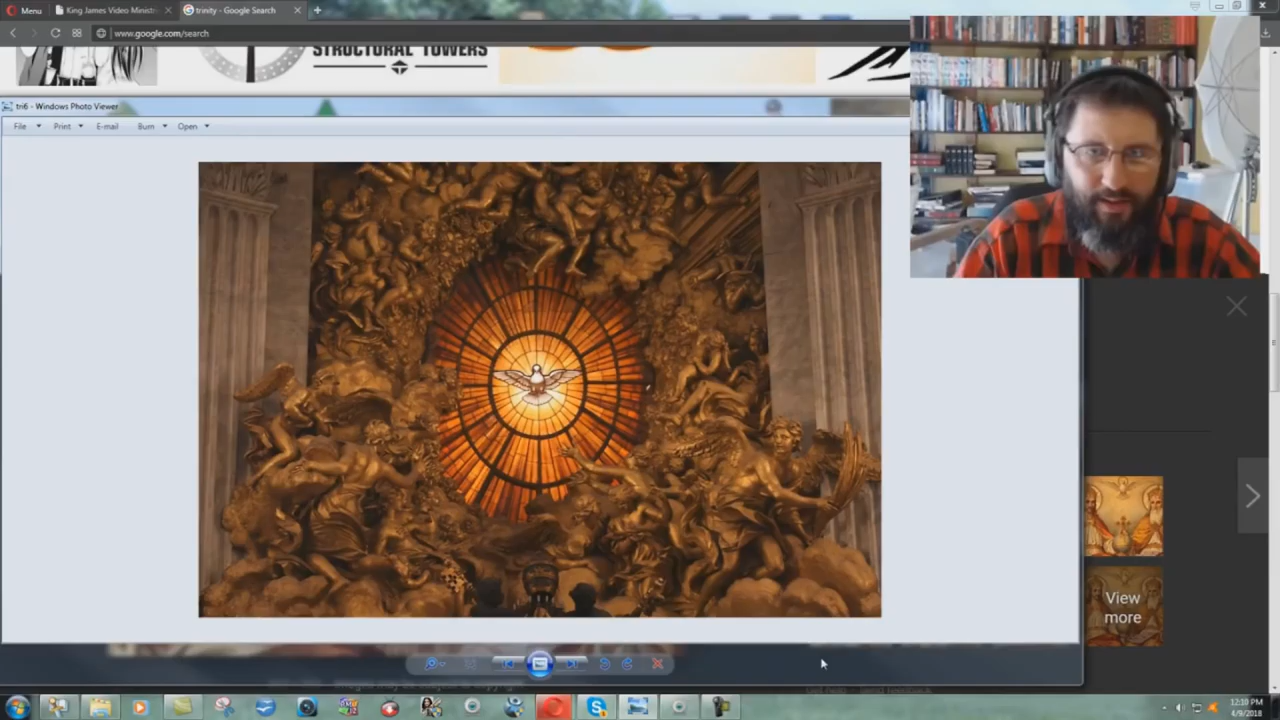 Menu
King James Video Ministri
trinity - Google Search
www.google.com/search
STRUCTURAL TOWERS
tri6 - Windows Photo Viewer
File
Print
E-mail
Burn
Open
View
more
12:10 PM
4/9/2018